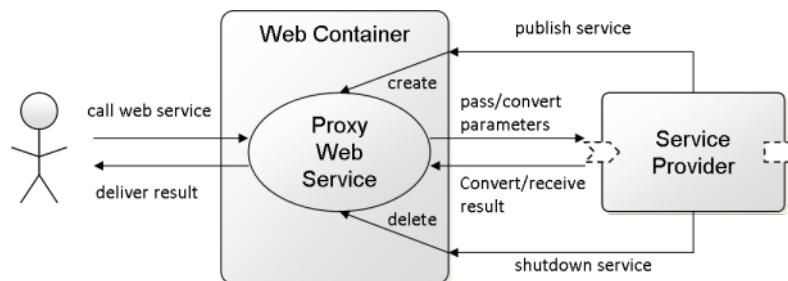 Web Container
publish service
create
call web service
pass/convert
parameters
Proxy
Web
Service
Service
Provider
deliver result
Convert/receive
result
delete
shutdown service